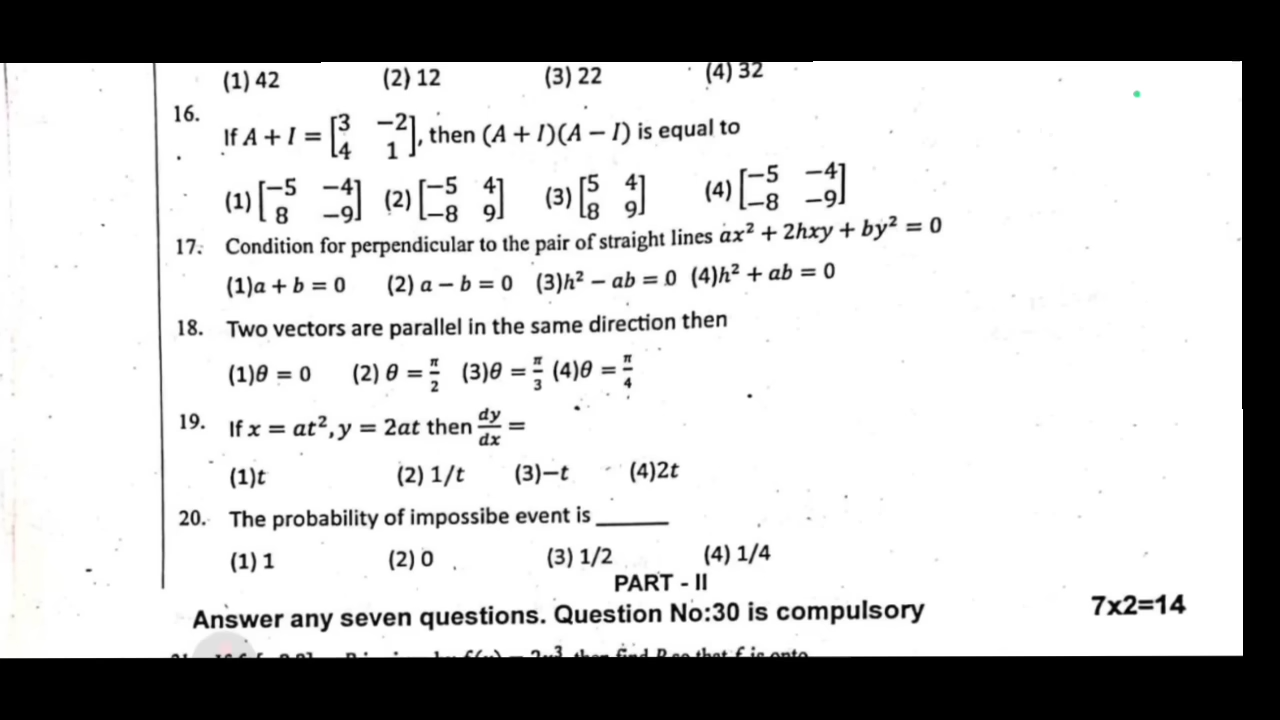 (1) 42 (2) 12 (3) 22 (4) 32
16. If A + I = [3 −2; 4 1], then (A + I)(A − I) is equal to
(1) [−5 −4; 8 −9] (2) [−5 4; −8 9] (3) [5 4; 8 9] (4) [−5 −4; −8 −9]
17. Condition for perpendicular to the pair of straight lines ax² + 2hxy + by² = 0
(1)a + b = 0 (2) a − b = 0 (3)h² − ab = 0 (4)h² + ab = 0
18. Two vectors are parallel in the same direction then
(1)θ = 0 (2) θ = π/2 (3)θ = π/3 (4)θ = π/4
19. If x = at², y = 2at then dy/dx =
(1)t (2) 1/t (3)−t (4)2t
20. The probability of impossibe event is ______
(1) 1 (2) 0 (3) 1/2 (4) 1/4
PART - II
Answer any seven questions. Question No:30 is compulsory 7x2=14